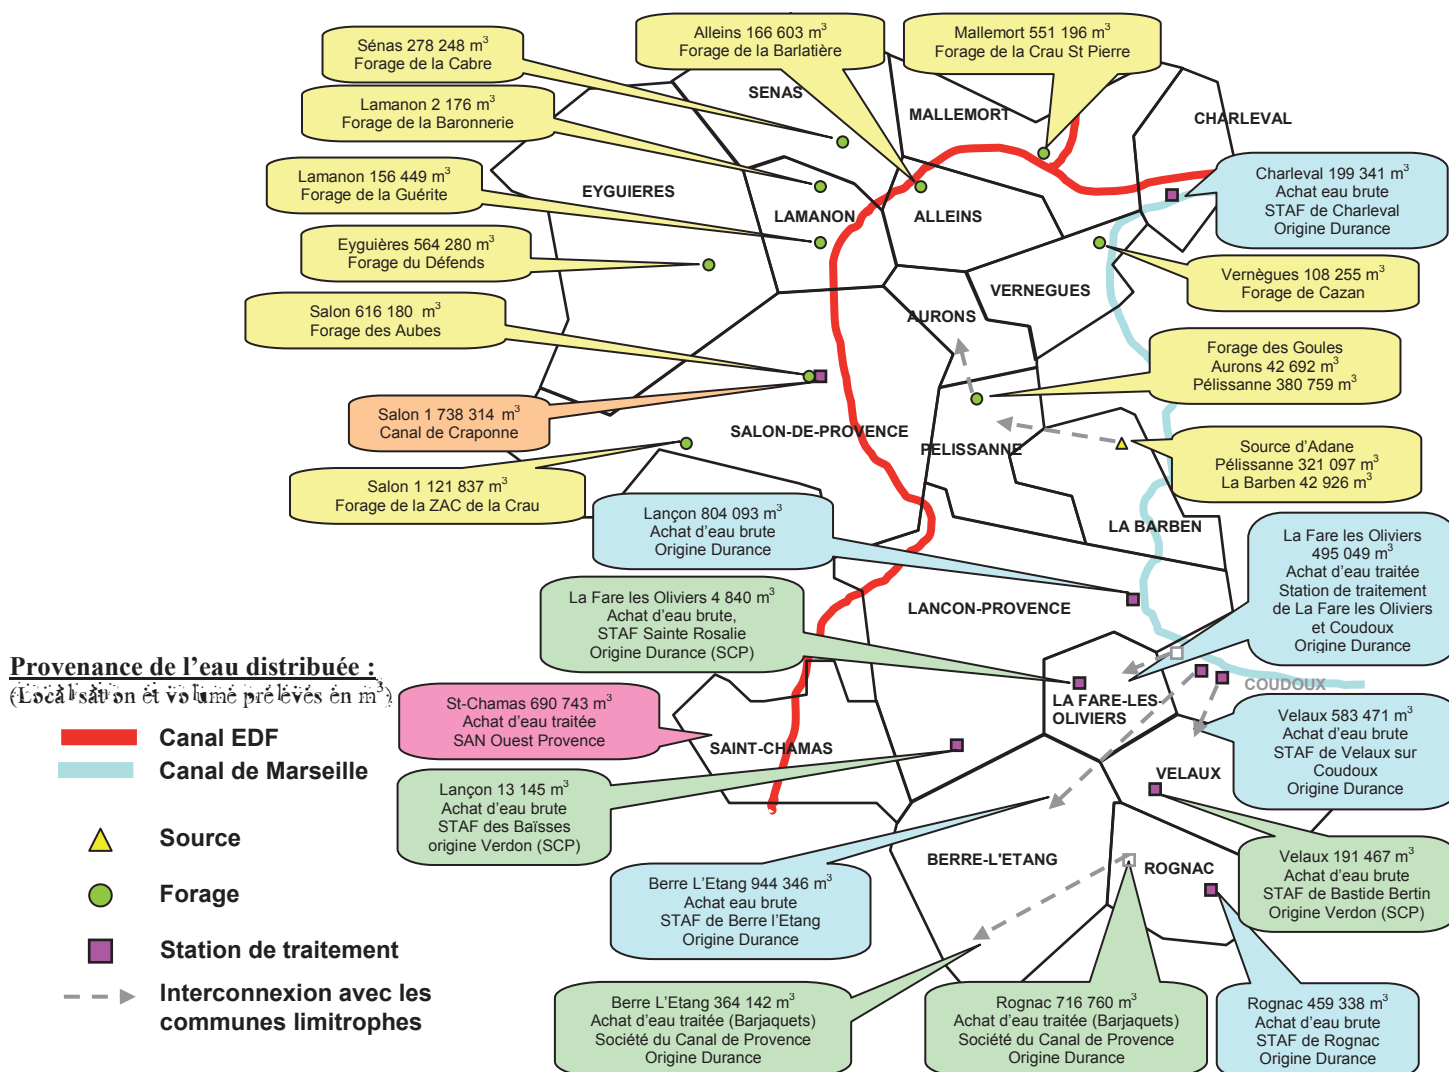 Sénas 278 248 m³
Forage de la Cabre
Alleins 166 603 m³
Forage de la Barlatière
Mallemort 551 196 m³
Forage de la Crau St Pierre
Lamanon 2 176 m³
Forage de la Baronnerie
SENAS
MALLEMORT
CHARLEVAL
Lamanon 156 449 m³
Forage de la Guérite
EYGUIERES
LAMANON
ALLEINS
Charleval 199 341 m³
Achat eau brute
STAF de Charleval
Origine Durance
Eyguières 564 280 m³
Forage du Défends
Vernègues 108 255 m³
Forage de Cazan
VERNEGUES
AURONS
Salon 616 180 m³
Forage des Aubes
Forage des Goules
Aurons 42 692 m³
Pélissanne 380 759 m³
Salon 1 738 314 m³
Canal de Craponne
SALON-DE-PROVENCE
PELISSANNE
Source d'Adane
Pélissanne 321 097 m³
La Barben 42 926 m³
Salon 1 121 837 m³
Forage de la ZAC de la Crau
LA BARBEN
Lançon 804 093 m³
Achat d'eau brute
Origine Durance
La Fare les Oliviers
495 049 m³
Achat d'eau traitée
Station de traitement
de La Fare les Oliviers
et Coudoux
Origine Durance
La Fare les Oliviers 4 840 m³
Achat d'eau brute,
STAF Sainte Rosalie
Origine Durance (SCP)
LANCON-PROVENCE
COUDOUX
LA FARE-LES-
OLIVIERS
St-Chamas 690 743 m³
Achat d'eau traitée
SAN Ouest Provence
SAINT-CHAMAS
Velaux 583 471 m³
Achat d'eau brute
STAF de Velaux sur
Coudoux
Origine Durance
VELAUX
Lançon 13 145 m³
Achat d'eau brute
STAF des Baïsses
origine Verdon (SCP)
BERRE-L'ETANG
ROGNAC
Velaux 191 467 m³
Achat d'eau brute
STAF de Bastide Bertin
Origine Verdon (SCP)
Berre L'Etang 944 346 m³
Achat eau brute
STAF de Berre l'Etang
Origine Durance
Berre L'Etang 364 142 m³
Achat d'eau traitée (Barjaquets)
Société du Canal de Provence
Origine Durance
Rognac 716 760 m³
Achat d'eau traitée (Barjaquets)
Société du Canal de Provence
Origine Durance
Rognac 459 338 m³
Achat d'eau brute
STAF de Rognac
Origine Durance
Provenance de l'eau distribuée :
(Localisation et volume prélevés en m³)
Canal EDF
Canal de Marseille
Source
Forage
Station de traitement
Interconnexion avec les
communes limitrophes